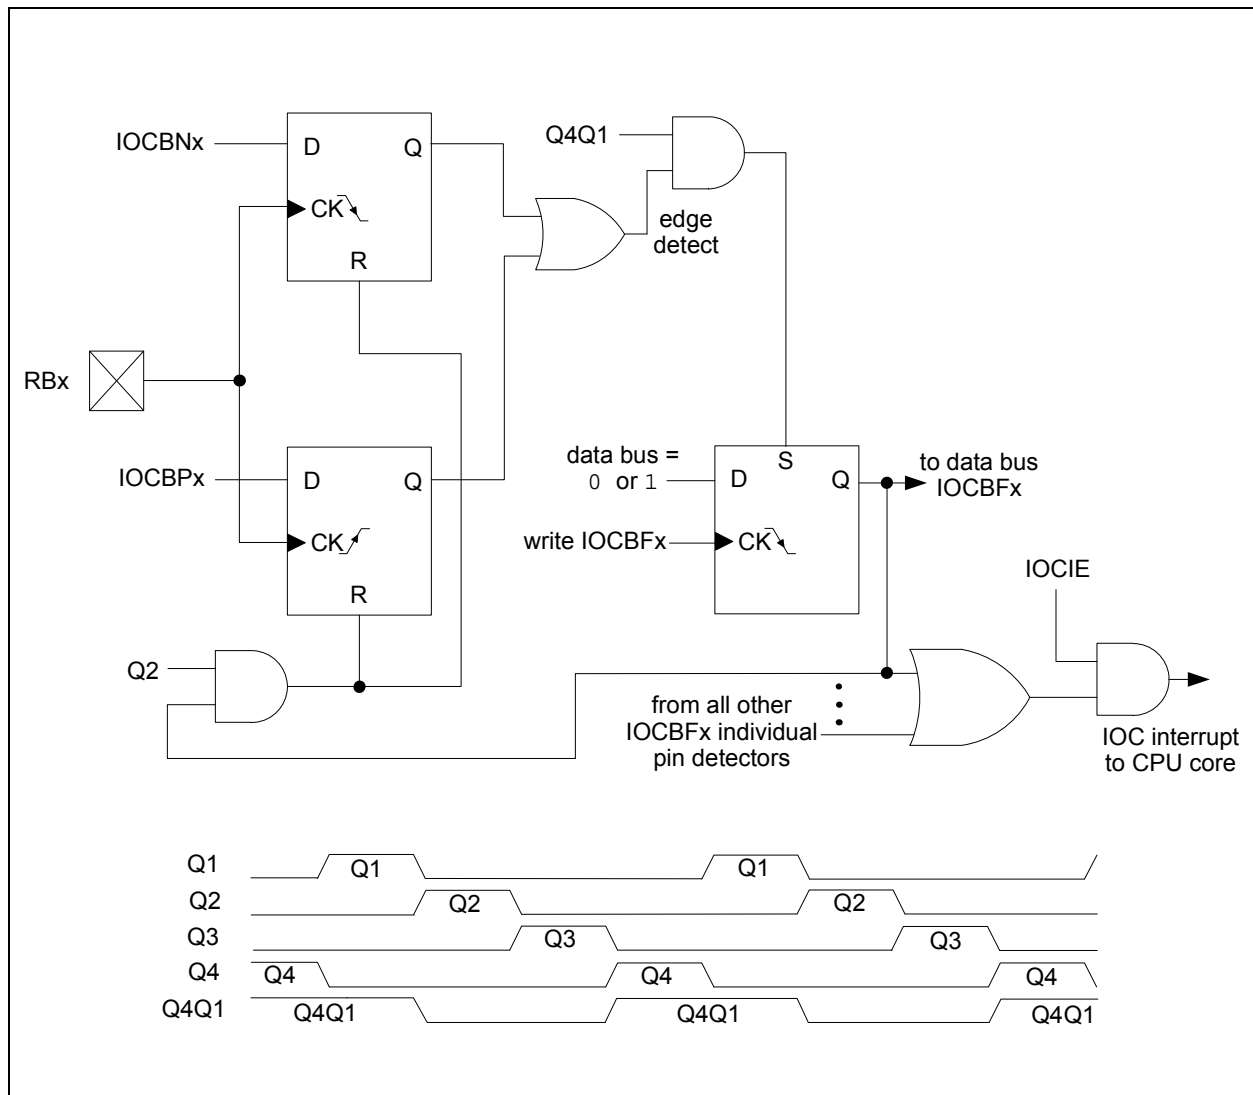 IOCBNx
D
Q
CK
R
Q4Q1
edge
detect
RBx
IOCBPx
D
Q
CK
R
data bus =
0 or 1
S
D
Q
to data bus
IOCBFx
write IOCBFx
CK
IOCIE
Q2
from all other
IOCBFx individual
pin detectors
IOC interrupt
to CPU core
Q1 Q1 Q1
Q2 Q2 Q2
Q3 Q3 Q3
Q4 Q4 Q4 Q4
Q4Q1 Q4Q1 Q4Q1 Q4Q1